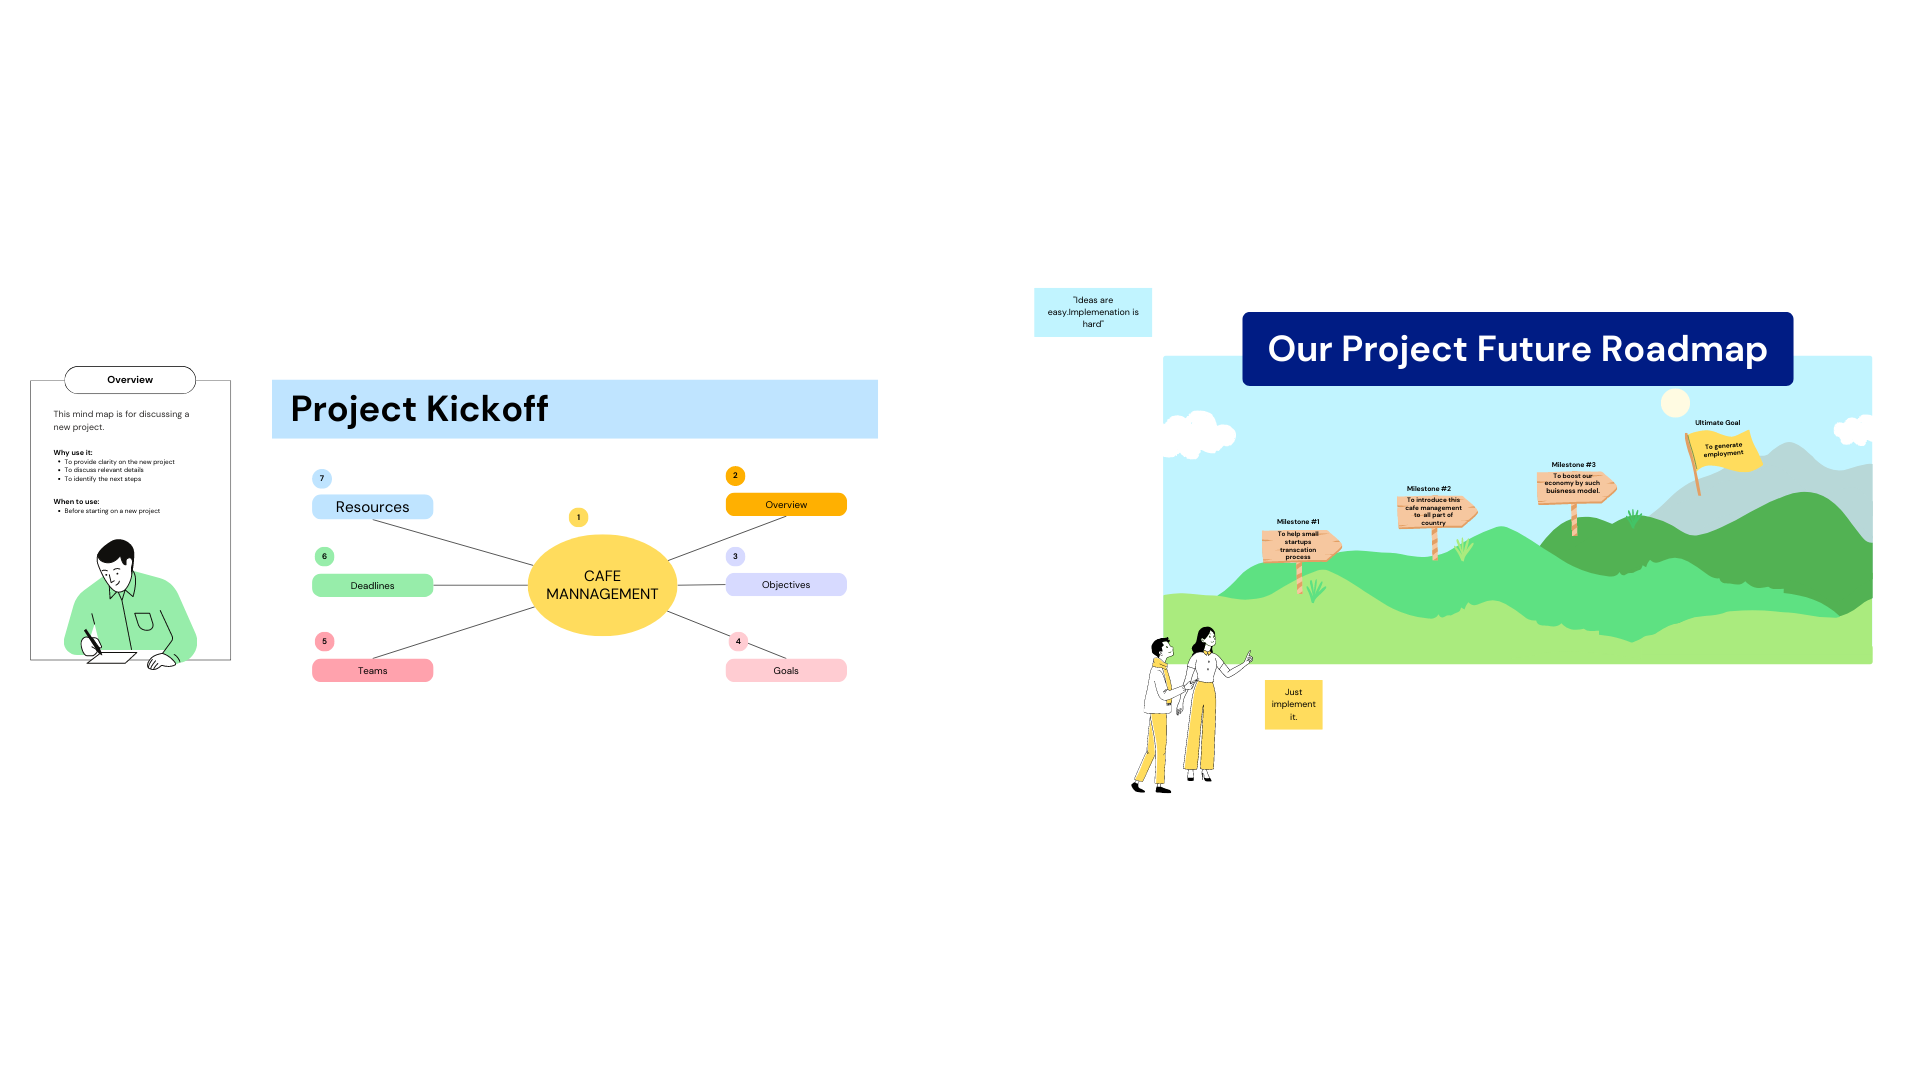 Overview
This mind map is for discussing a
new project.
Why use it:
To provide clarity on the new project
To discuss relevant details
To identify the next steps
When to use:
Before starting on a new project
Project Kickoff
7
Resources
6
Deadlines
5
Teams
1
CAFE
MANNAGEMENT
2
Overview
3
Objectives
4
Goals
"Ideas are
easy.Implemenation is
hard"
Our Project Future Roadmap
Milestone #1
To help small
startups
transcation
process
Milestone #2
To introduce this
cafe management
to all part of
country
Milestone #3
To boost our
economy by such
buisness model.
Ultimate Goal
To generate
employment
Just
implement
it.